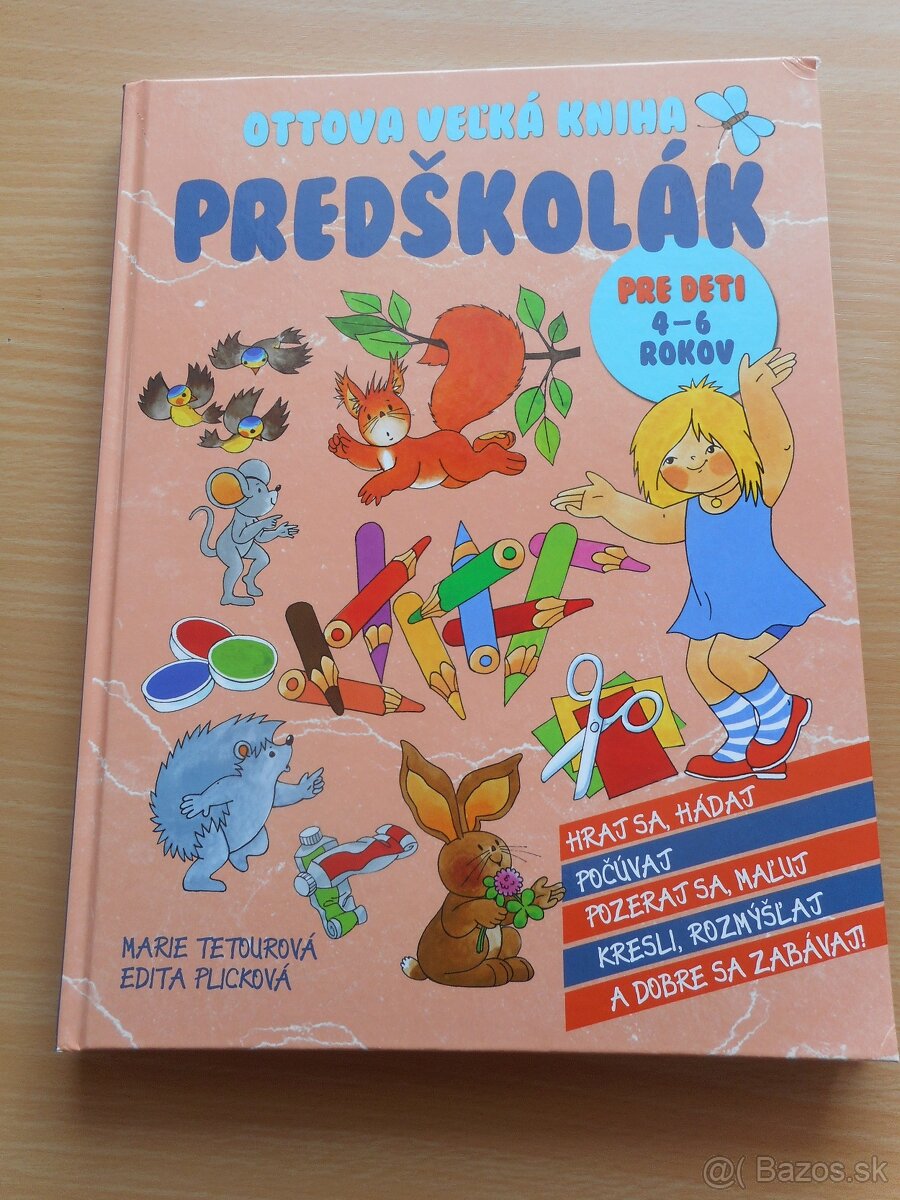 OTTOVA VEĽKÁ KNIHA
PREDŠKOLÁK
PRE DETI
4–6
ROKOV
HRAJ SA, HÁDAJ
POČÚVAJ
POZERAJ SA, MAĽUJ
KRESLI, ROZMÝŠĽAJ
A DOBRE SA ZABÁVAJ!
MARIE TETOUROVÁ
EDITA PLICKOVÁ
@( Bazos.sk